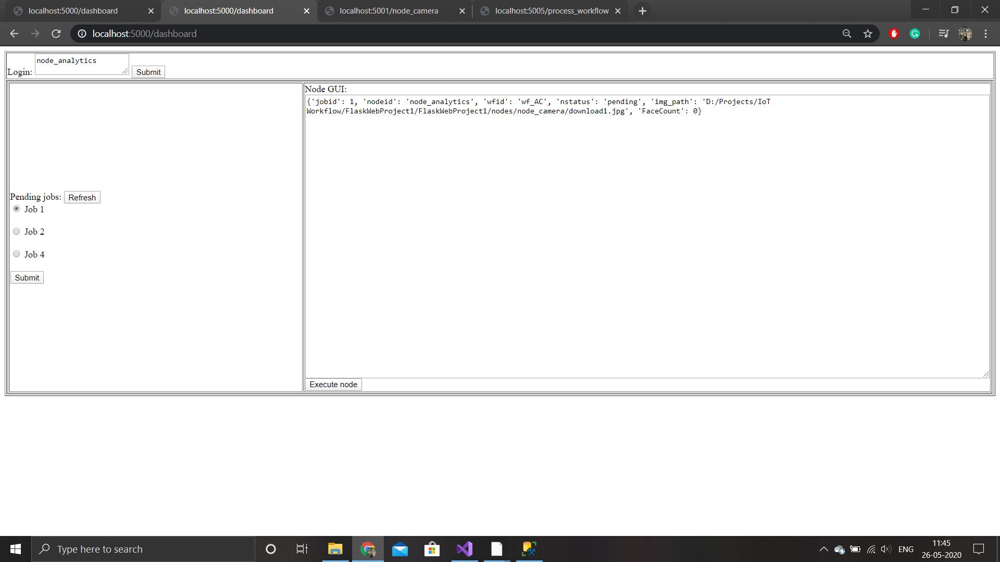 localhost:5000/dashboard
localhost:5000/dashboard
localhost:5001/node_camera
localhost:5005/process_workflow
localhost:5000/dashboard
node_analytics
Login:
Submit
Node GUI:
{'jobid': 1, 'nodeid': 'node_analytics', 'wfid': 'wf_AC', 'nstatus': 'pending', 'img_path': 'D:/Projects/IoT
Workflow/FlaskWebProject1/FlaskWebProject1/nodes/node_camera/download1.jpg', 'FaceCount': 0}
Pending jobs: Refresh
Job 1
Job 2
Job 4
Submit
Execute node
Type here to search
ENG
11:45
26-05-2020